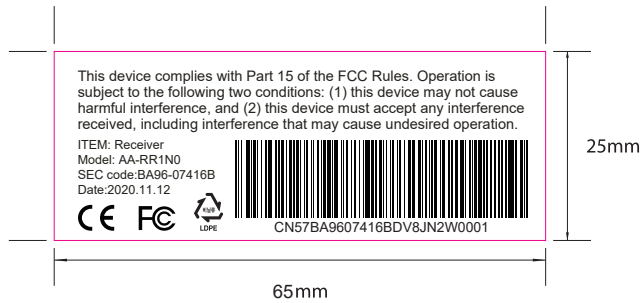 This device complies with Part 15 of the FCC Rules. Operation is
subject to the following two conditions: (1) this device may not cause
harmful interference, and (2) this device must accept any interference
received, including interference that may cause undesired operation.
ITEM: Receiver
Model: AA-RR1N0
SEC code:BA96-07416B
Date:2020.11.12
CE FC LDPE
CN57BA9607416BDV8JN2W0001
25mm
65mm